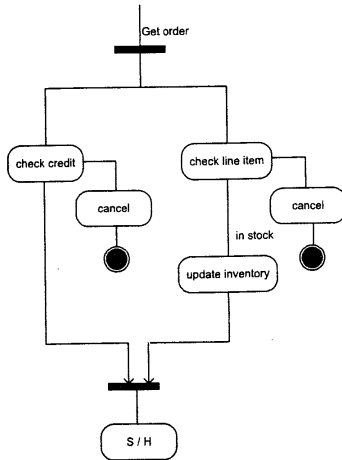 Get order
check credit
check line item
cancel
cancel
in stock
update inventory
S / H